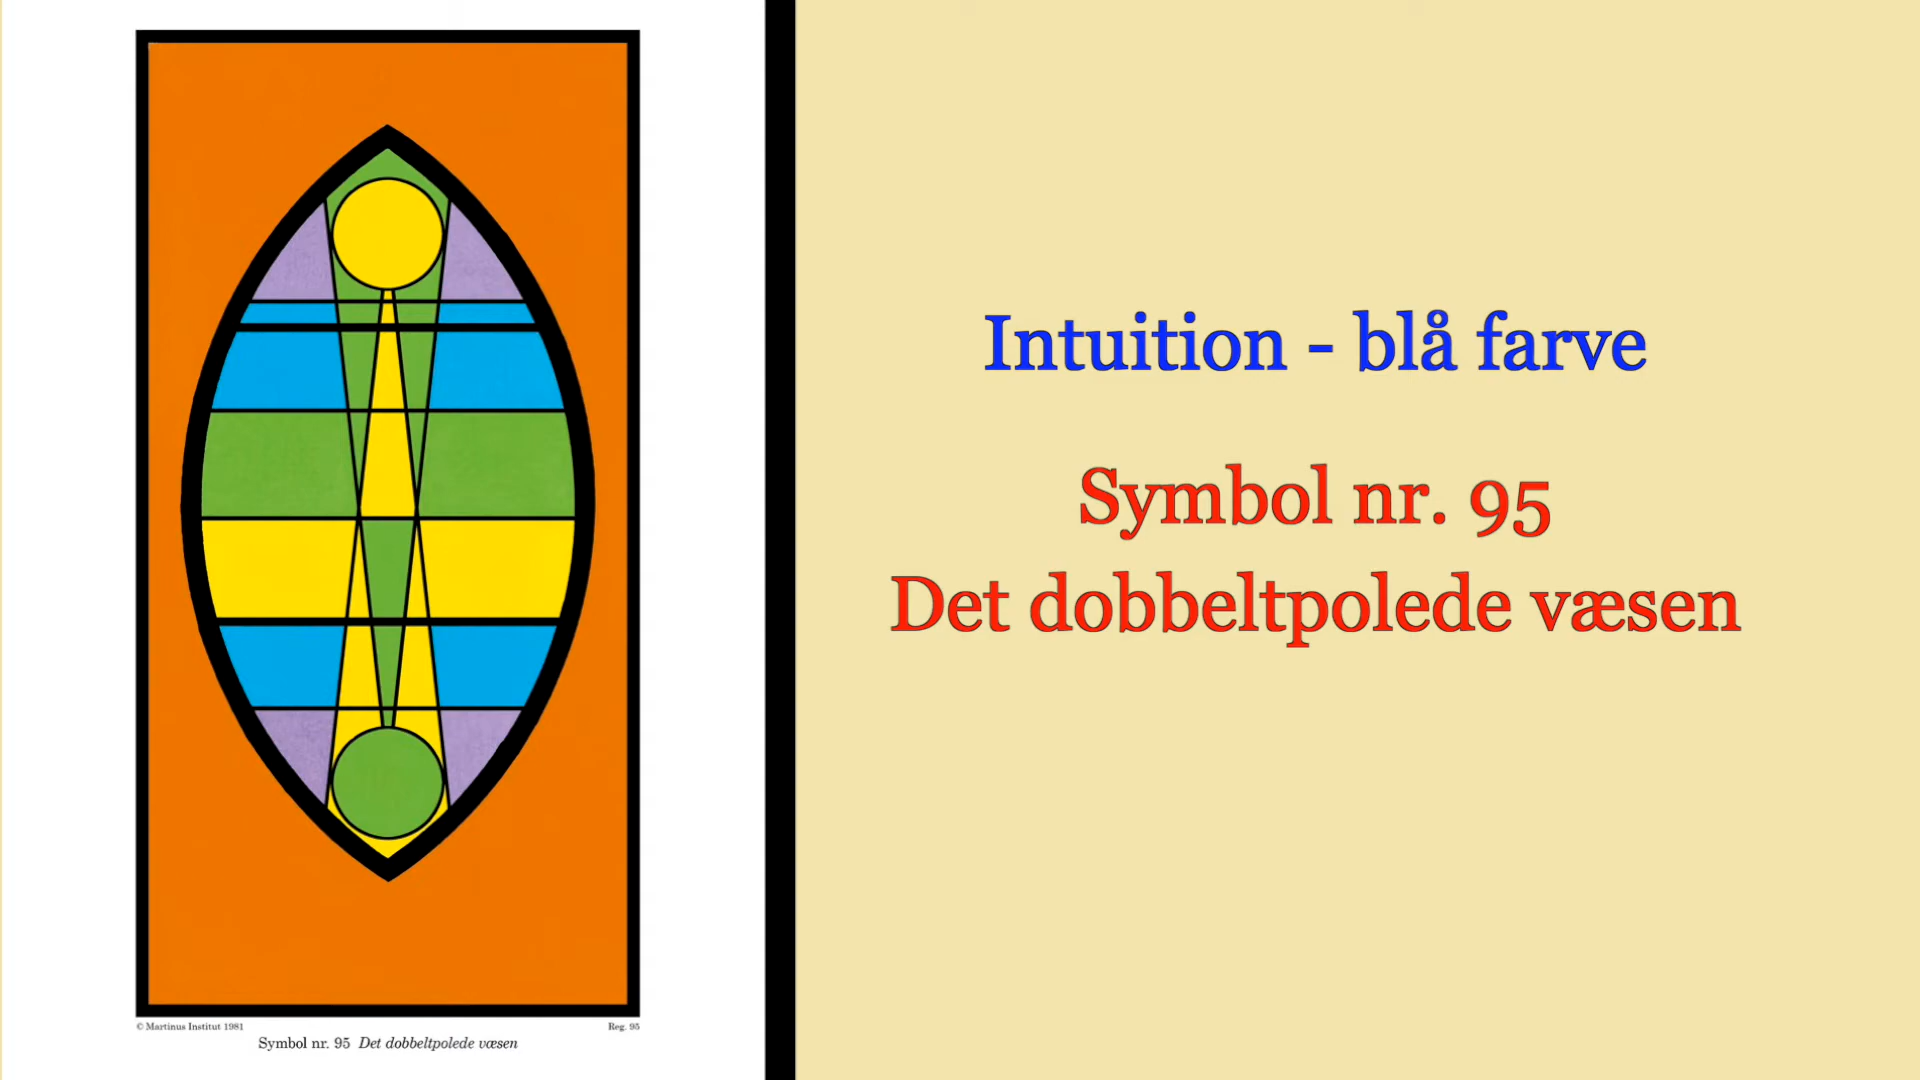 Intuition - blå farve
Symbol nr. 95
Det dobbeltpolede væsen
© Martinus Institut 1981
Reg. 95
Symbol nr. 95 Det dobbeltpolede væsen